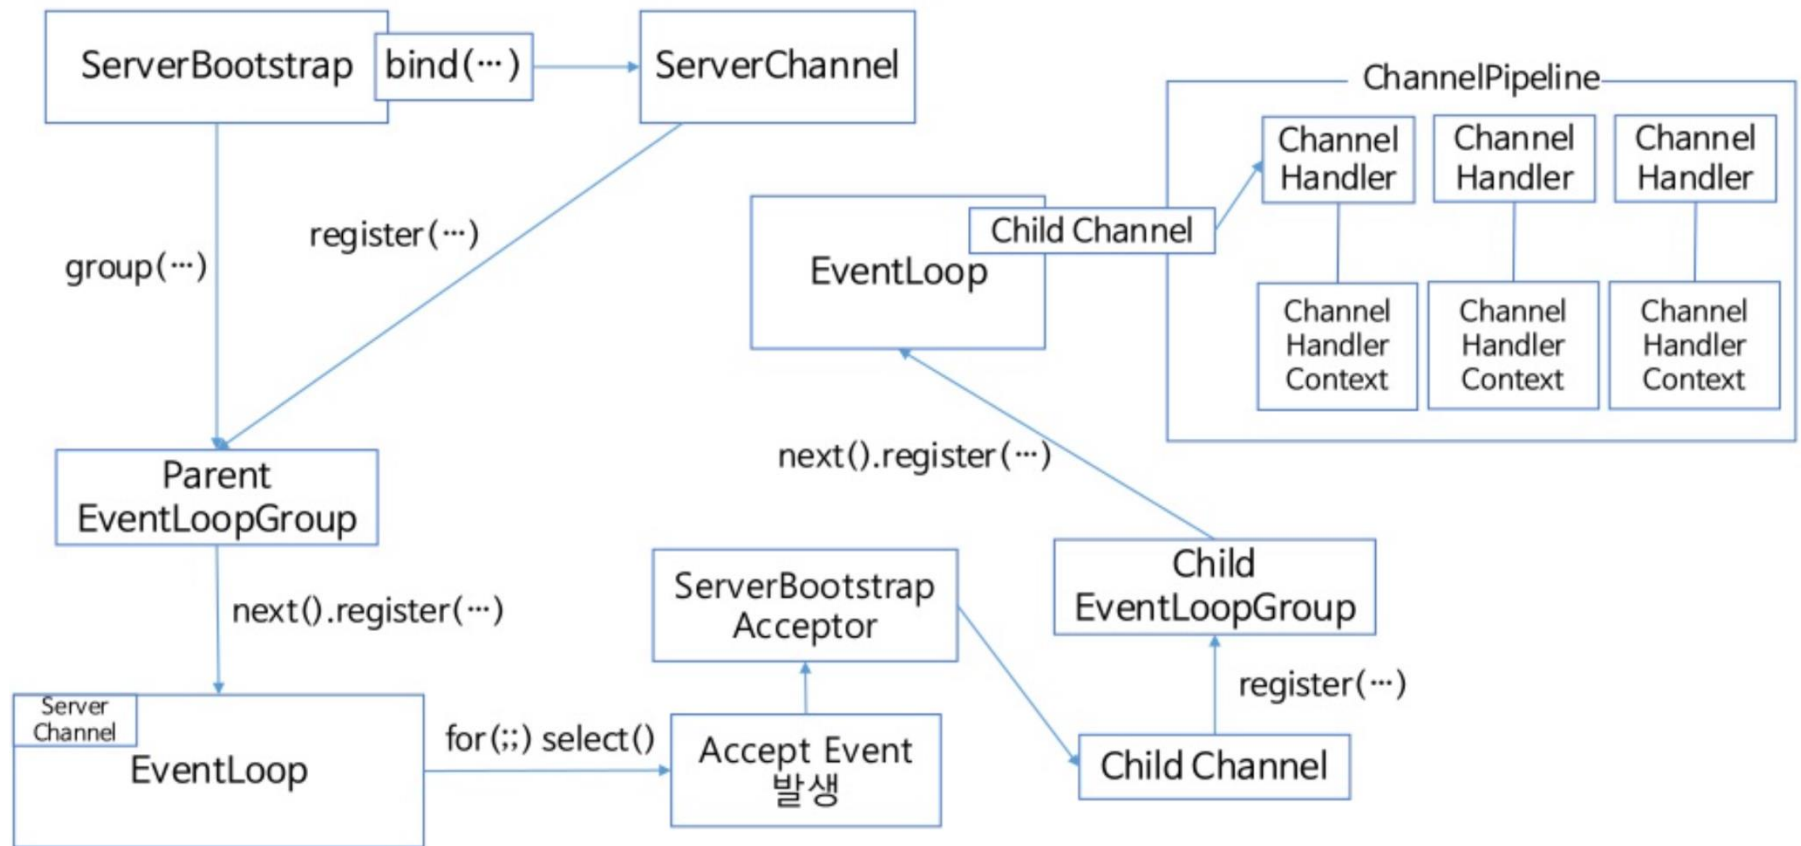 ServerBootstrap
bind(…)
ServerChannel
group(…)
register(…)
Parent
EventLoopGroup
next().register(…)
Server
Channel
EventLoop
for(;;) select()
Accept Event
발생
ServerBootstrap
Acceptor
Child Channel
register(…)
Child
EventLoopGroup
next().register(…)
EventLoop
Child Channel
ChannelPipeline
Channel
Handler
Channel
Handler
Channel
Handler
Channel
Handler
Context
Channel
Handler
Context
Channel
Handler
Context